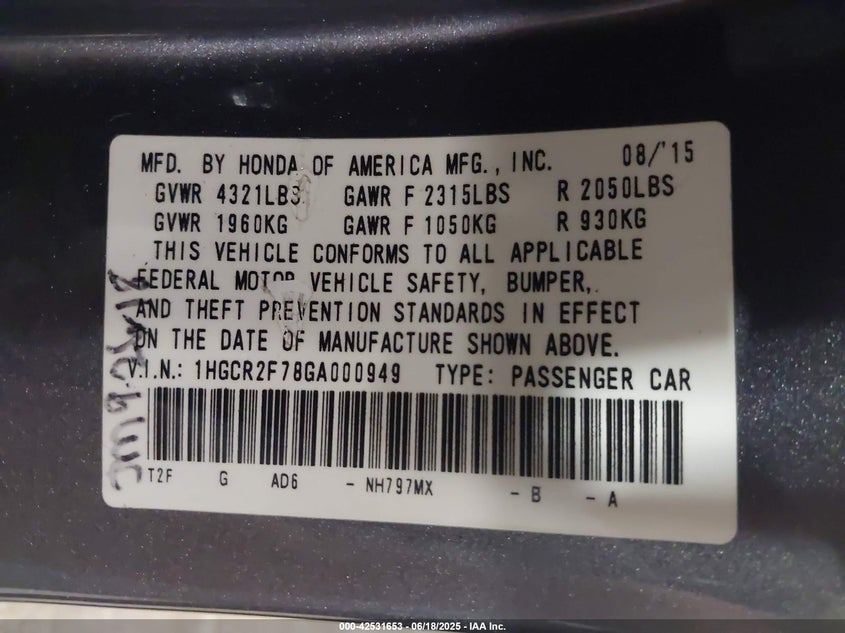 MFD. BY HONDA OF AMERICA MFG., INC. 08/'15
GVWR 4321LBS GAWR F 2315LBS R 2050LBS
GVWR 1960KG GAWR F 1050KG R 930KG
THIS VEHICLE CONFORMS TO ALL APPLICABLE
FEDERAL MOTOR VEHICLE SAFETY, BUMPER,
AND THEFT PREVENTION STANDARDS IN EFFECT
ON THE DATE OF MANUFACTURE SHOWN ABOVE.
V.I.N.: 1HGCR2F78GA000949 TYPE: PASSENGER CAR
T2F G AD6 - NH797MX - B - A
000-42531653 - 06/18/2025 - IAA Inc.